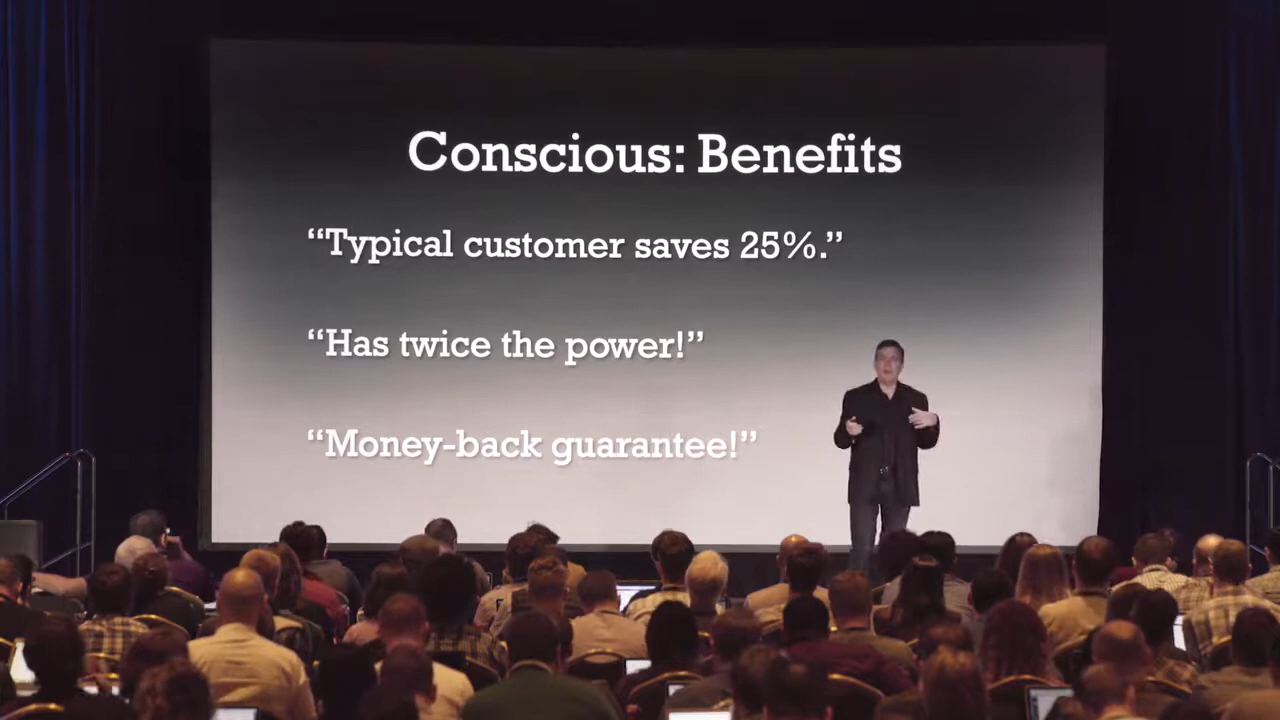 Conscious: Benefits
“Typical customer saves 25%.”
“Has twice the power!”
“Money-back guarantee!”